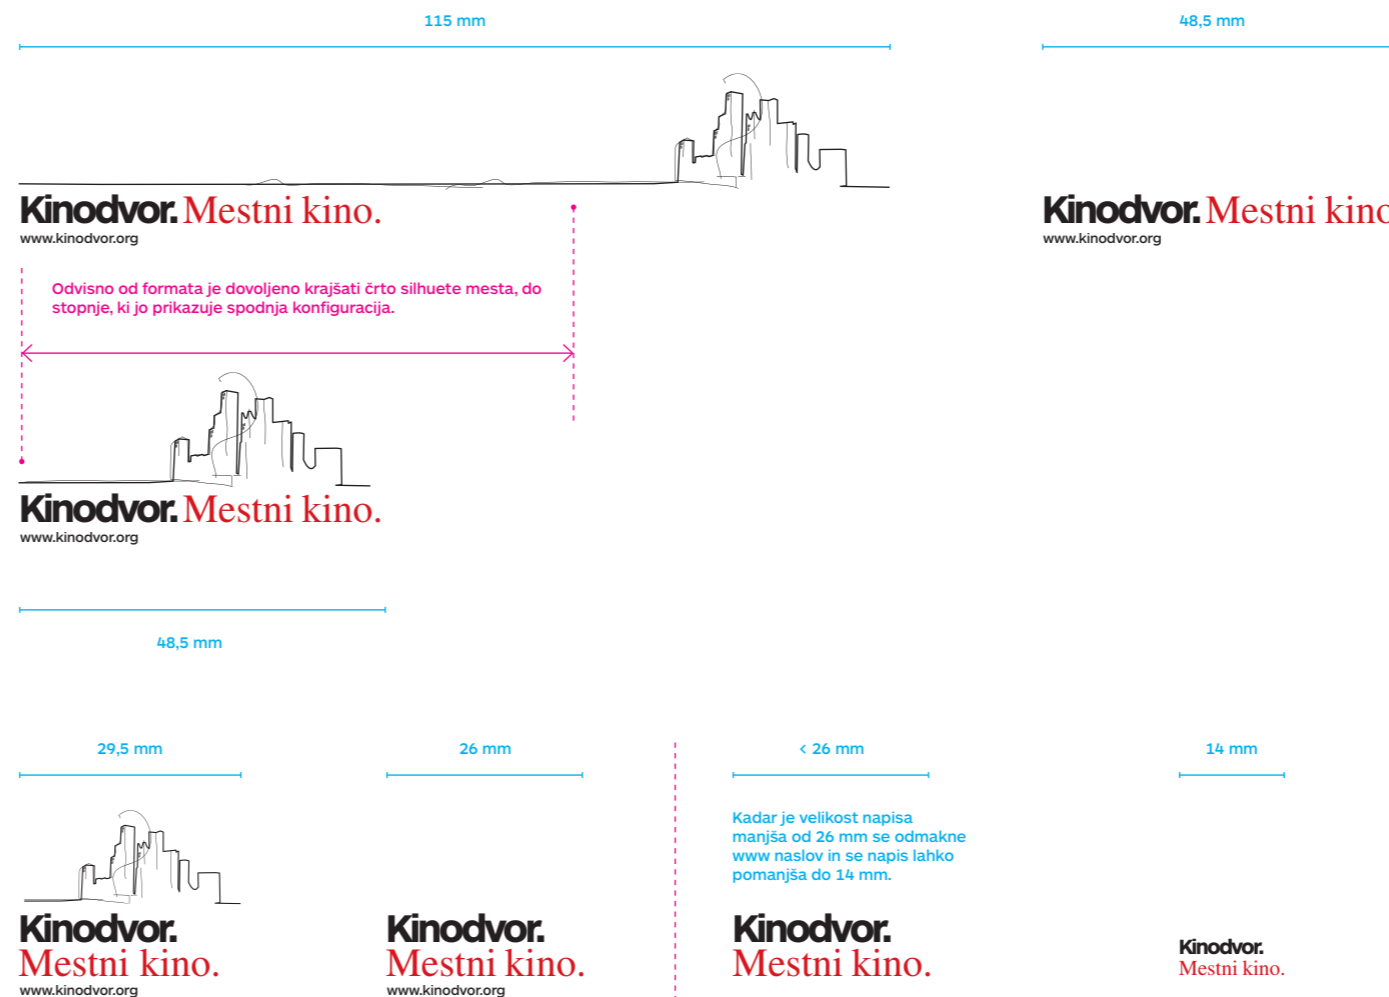 115 mm
48,5 mm
Kinodvor. Mestni kino.
www.kinodvor.org
Kinodvor. Mestni kino
www.kinodvor.org
Odvisno od formata je dovoljeno krajšati črto silhuete mesta, do
stopnje, ki jo prikazuje spodnja konfiguracija.
Kinodvor. Mestni kino.
www.kinodvor.org
48,5 mm
29,5 mm
26 mm
< 26 mm
14 mm
Kadar je velikost napisa
manjša od 26 mm se odmakne
www naslov in se napis lahko
pomanjša do 14 mm.
Kinodvor.
Mestni kino.
www.kinodvor.org
Kinodvor.
Mestni kino.
www.kinodvor.org
Kinodvor.
Mestni kino.
Kinodvor.
Mestni kino.